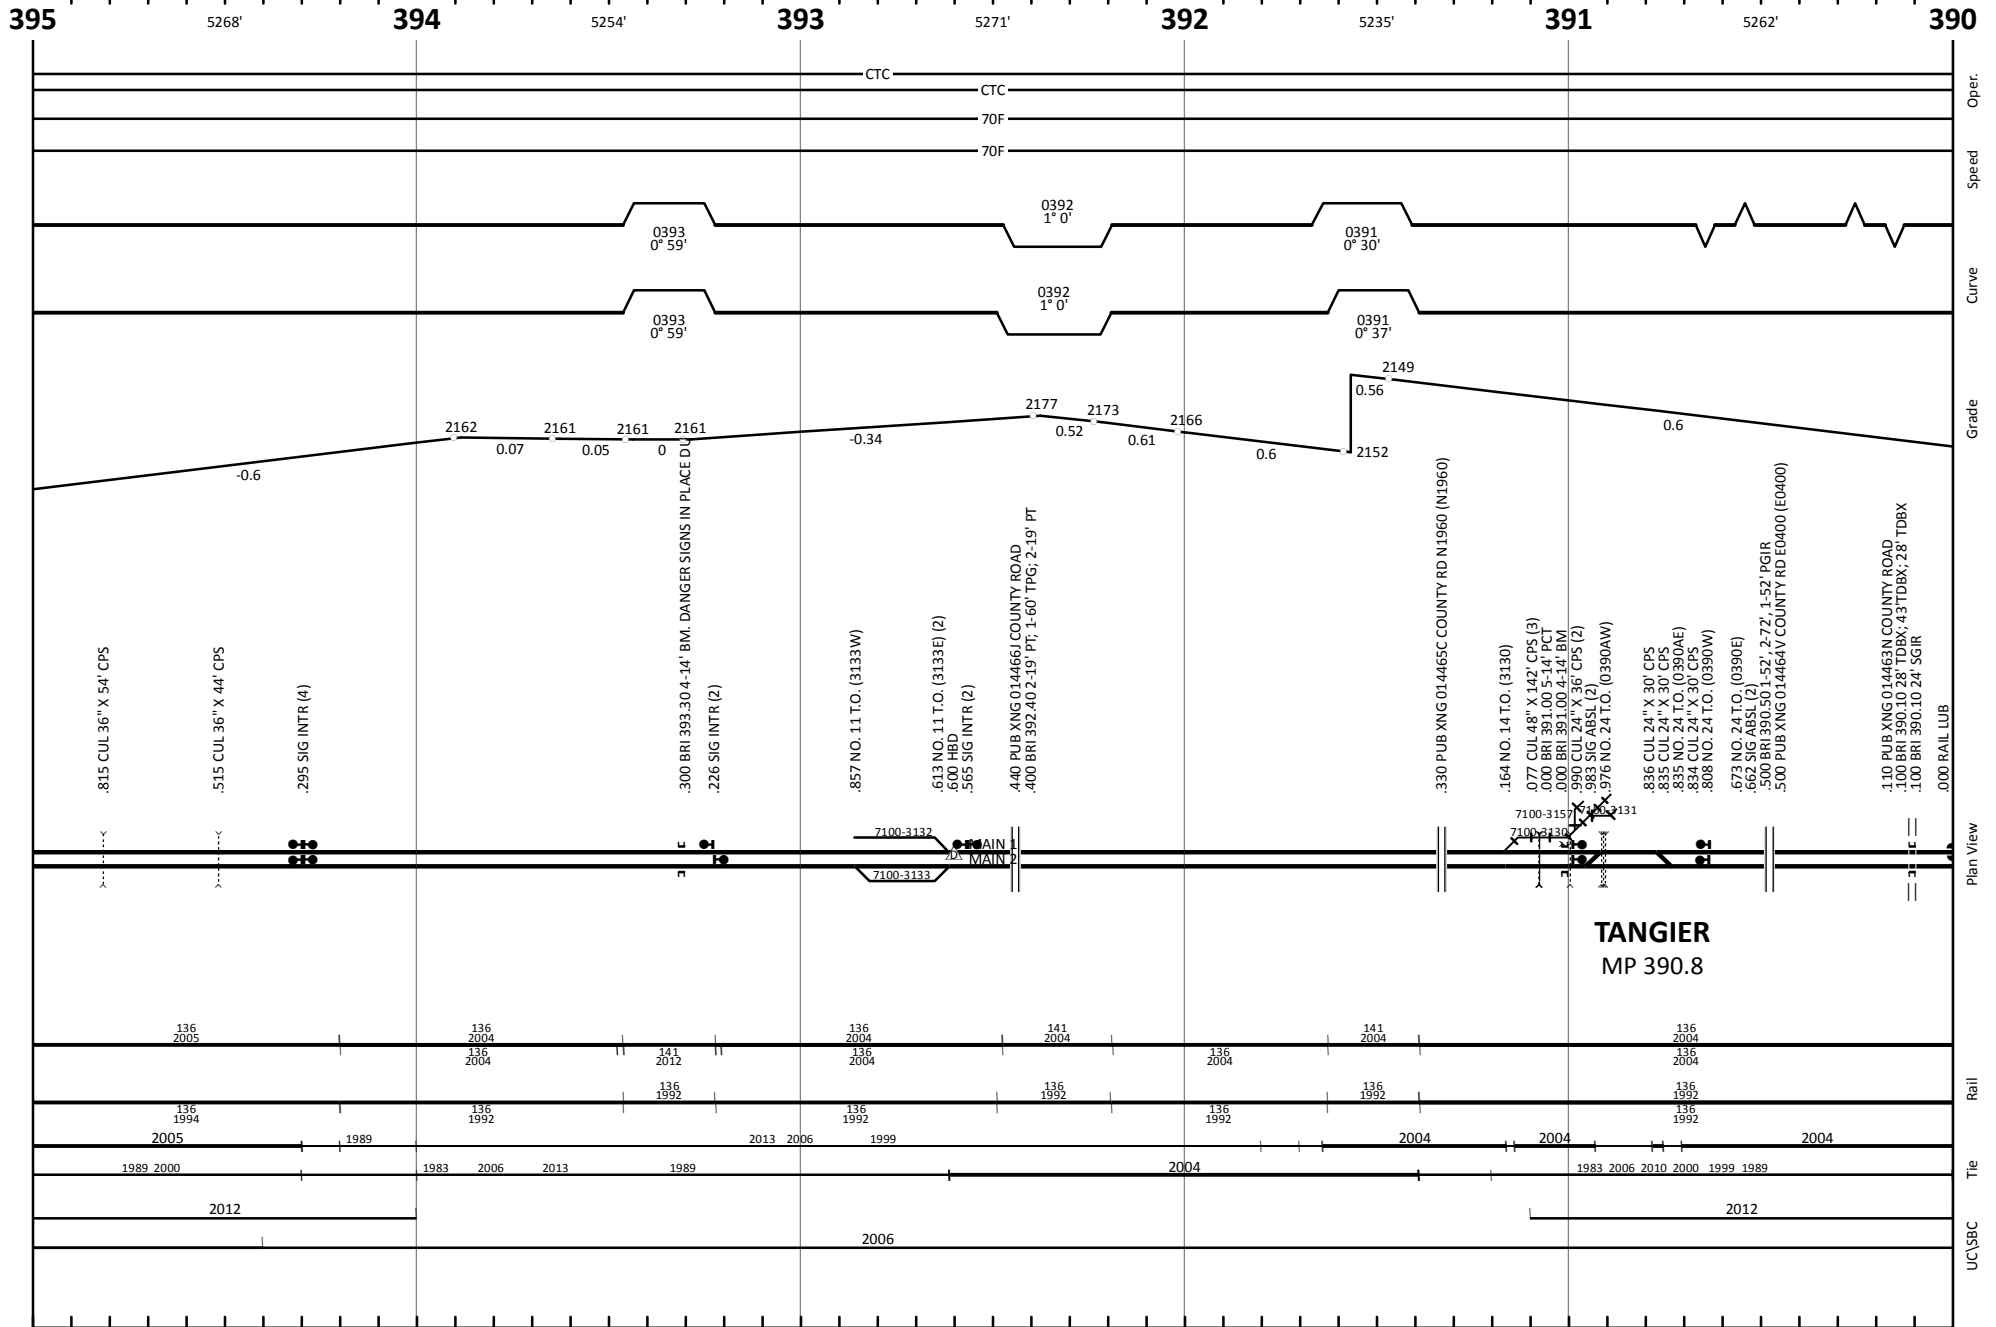 395
5268'
394
5254'
393
5271'
392
5235'
391
5262'
390
CTC
CTC
70F
70F
Oper.
Speed
0393
0° 59'
0392
1° 0'
0391
0° 30'
0393
0° 59'
0392
1° 0'
0391
0° 37'
Curve
-0.6
2162
0.07
2161
0.05
2161
0
2161
-0.34
2177
0.52
2173
0.61
2166
0.6
2152
0.56
2149
0.6
Grade
.815 CUL 36" X 54' CPS
.515 CUL 36" X 44' CPS
.295 SIG INTR (4)
.300 BRI 393.30 4-14' BM. DANGER SIGNS IN PLACE DU
.226 SIG INTR (2)
.857 NO. 11 T.O. (3133W)
.613 NO. 11 T.O. (3133E) (2)
.600 HBD
.565 SIG INTR (2)
.440 PUB XNG 014466J COUNTY ROAD
.400 BRI 392.40 2-19' PT; 1-60' TPG; 2-19' PT
.330 PUB XNG 014465C COUNTY RD N1960 (N1960)
.164 NO. 14 T.O. (3130)
.077 CUL 48" X 142' CPS (3)
.000 BRI 391.00 5-14' PCT
.000 BRI 391.00 4-14' BM
.990 CUL 24" X 36' CPS (2)
.983 SIG ABSL (2)
.976 NO. 24 T.O. (0390AW)
.836 CUL 24" X 30' CPS
.835 CUL 24" X 30' CPS
.835 NO. 24 T.O. (0390AE)
.834 CUL 24" X 30' CPS
.808 NO. 24 T.O. (0390W)
.673 NO. 24 T.O. (0390E)
.662 SIG ABSL (2)
.500 BRI 390.50 1-52', 2-72', 1-52' PGIR
.500 PUB XNG 014464V COUNTY RD E0400 (E0400)
.110 PUB XNG 014463N COUNTY ROAD
.100 BRI 390.10 28' TDBX; 43'TDBX; 28' TDBX
.100 BRI 390.10 24' SGIR
.000 RAIL LUB
7100-3132
MAIN 1
MAIN 2
7100-3133
7100-3157
7100-3131
7100-3130
Plan View
TANGIER
MP 390.8
136
2005
136
2004
136
2004
141
2004
141
2004
136
2004
136
2004
141
2012
136
2004
136
2004
136
2004
136
1992
136
1992
136
1992
136
1992
136
1994
136
1992
136
1992
136
1992
136
1992
Rail
2005
1989
2013 2006 1999
2004
2004
2004
1989 2000
1983 2006 2013 1989
2004
1983 2006 2010 2000 1999 1989
Tie
2012
2012
2006
UC\SBC